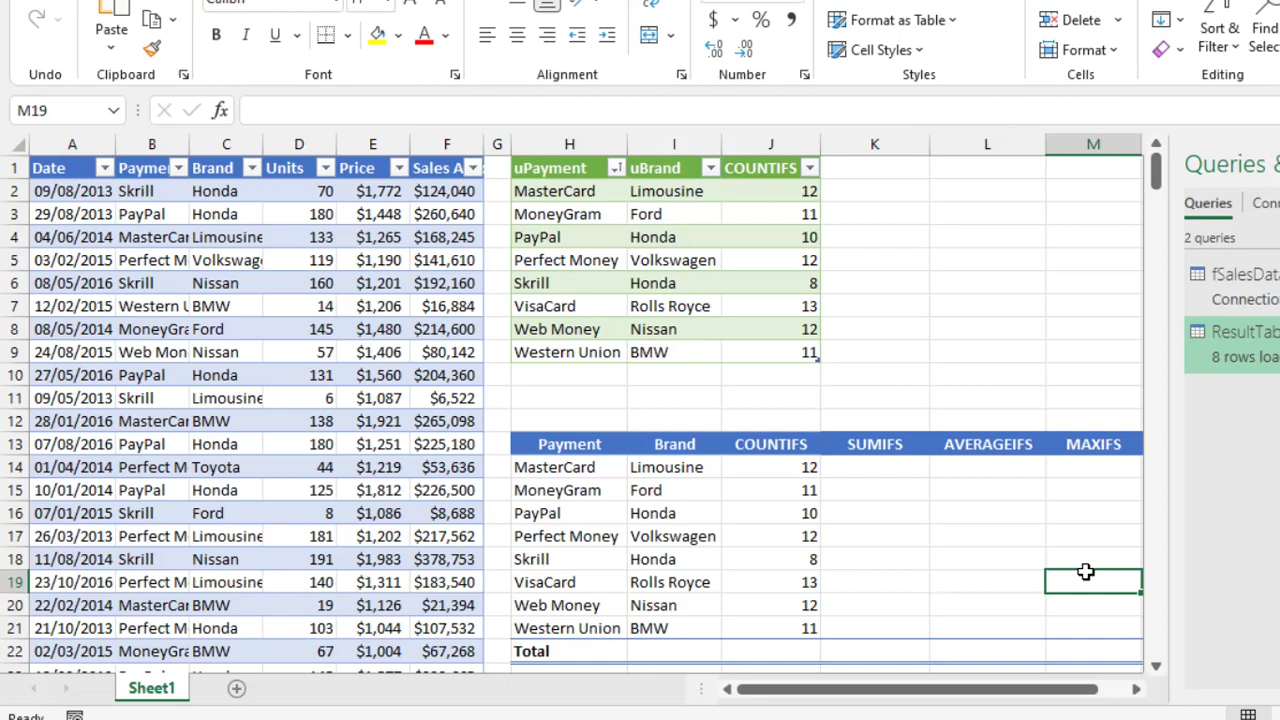 Calibri
Paste
$ % 9
Format as Table
Cell Styles
Delete
Format
Sort &
Filter
Find
Selec
Undo Clipboard Font Alignment Number Styles Cells Editing
M19 fx
A B C D E F G H I J K L M
1 Date Payme Brand Units Price Sales A uPayment uBrand COUNTIFS
2 09/08/2013 Skrill Honda 70 $1,772 $124,040 MasterCard Limousine 12
3 29/08/2013 PayPal Honda 180 $1,448 $260,640 MoneyGram Ford 11
4 04/06/2014 MasterCar Limousine 133 $1,265 $168,245 PayPal Honda 10
5 03/02/2015 Perfect M Volkswag 119 $1,190 $141,610 Perfect Money Volkswagen 12
6 08/05/2016 Skrill Nissan 160 $1,201 $192,160 Skrill Honda 8
7 12/02/2015 Western U BMW 14 $1,206 $16,884 VisaCard Rolls Royce 13
8 08/05/2014 MoneyGra Ford 145 $1,480 $214,600 Web Money Nissan 12
9 24/08/2015 Web Mon Nissan 57 $1,406 $80,142 Western Union BMW 11
10 27/05/2016 PayPal Honda 131 $1,560 $204,360
11 09/05/2013 Skrill Limousine 6 $1,087 $6,522
12 28/01/2016 MasterCar BMW 138 $1,921 $265,098
13 07/08/2016 PayPal Honda 180 $1,251 $225,180 Payment Brand COUNTIFS SUMIFS AVERAGEIFS MAXIFS
14 01/04/2014 Perfect M Toyota 44 $1,219 $53,636 MasterCard Limousine 12
15 10/01/2014 PayPal Honda 125 $1,812 $226,500 MoneyGram Ford 11
16 07/01/2015 Skrill Ford 8 $1,086 $8,688 PayPal Honda 10
17 26/03/2013 Perfect M Limousine 181 $1,202 $217,562 Perfect Money Volkswagen 12
18 11/08/2014 Skrill Nissan 191 $1,983 $378,753 Skrill Honda 8
19 23/10/2016 Perfect M Limousine 140 $1,311 $183,540 VisaCard Rolls Royce 13
20 22/02/2014 MasterCar BMW 19 $1,126 $21,394 Web Money Nissan 12
21 21/10/2013 Perfect M Honda 103 $1,044 $107,532 Western Union BMW 11
22 02/03/2015 MoneyGra BMW 67 $1,004 $67,268 Total
Queries &
Queries Con
2 queries
fSalesData
Connectio
ResultTab
8 rows loa
Sheet1
Ready